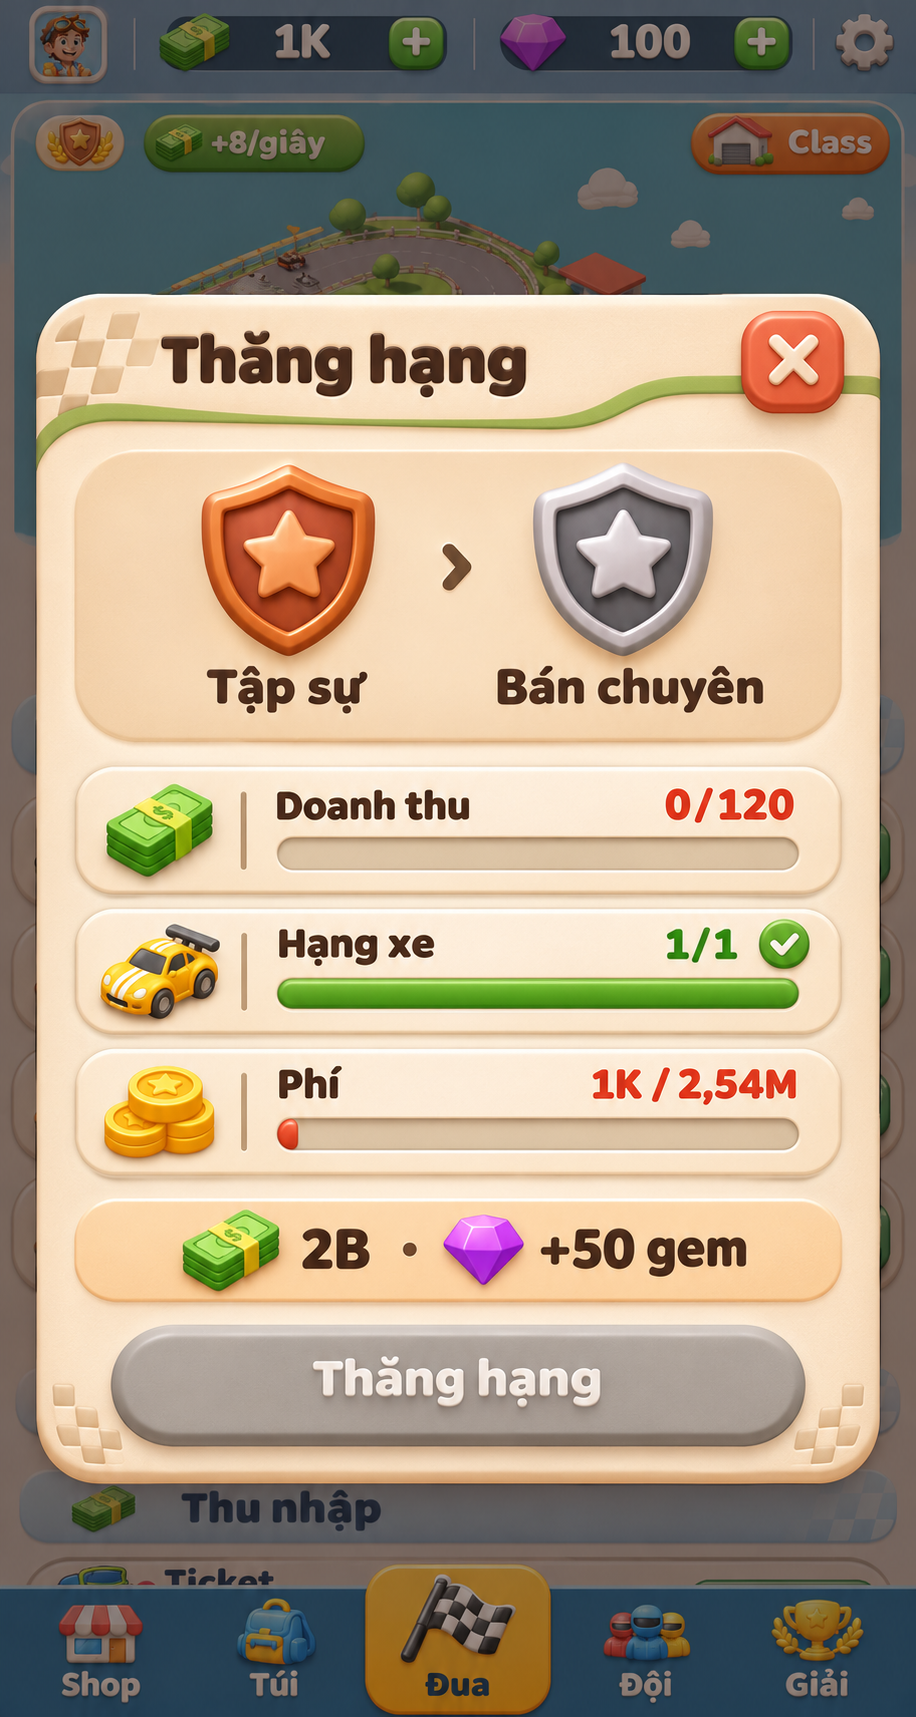 1K
100
+8/giây
Class
Thăng hạng
Tập sự
Bán chuyên
Doanh thu
0/120
Hạng xe
1/1
Phí
1K / 2,54M
2B • +50 gem
Thăng hạng
Thu nhập
Ticket
Shop
Túi
Đua
Đội
Giải